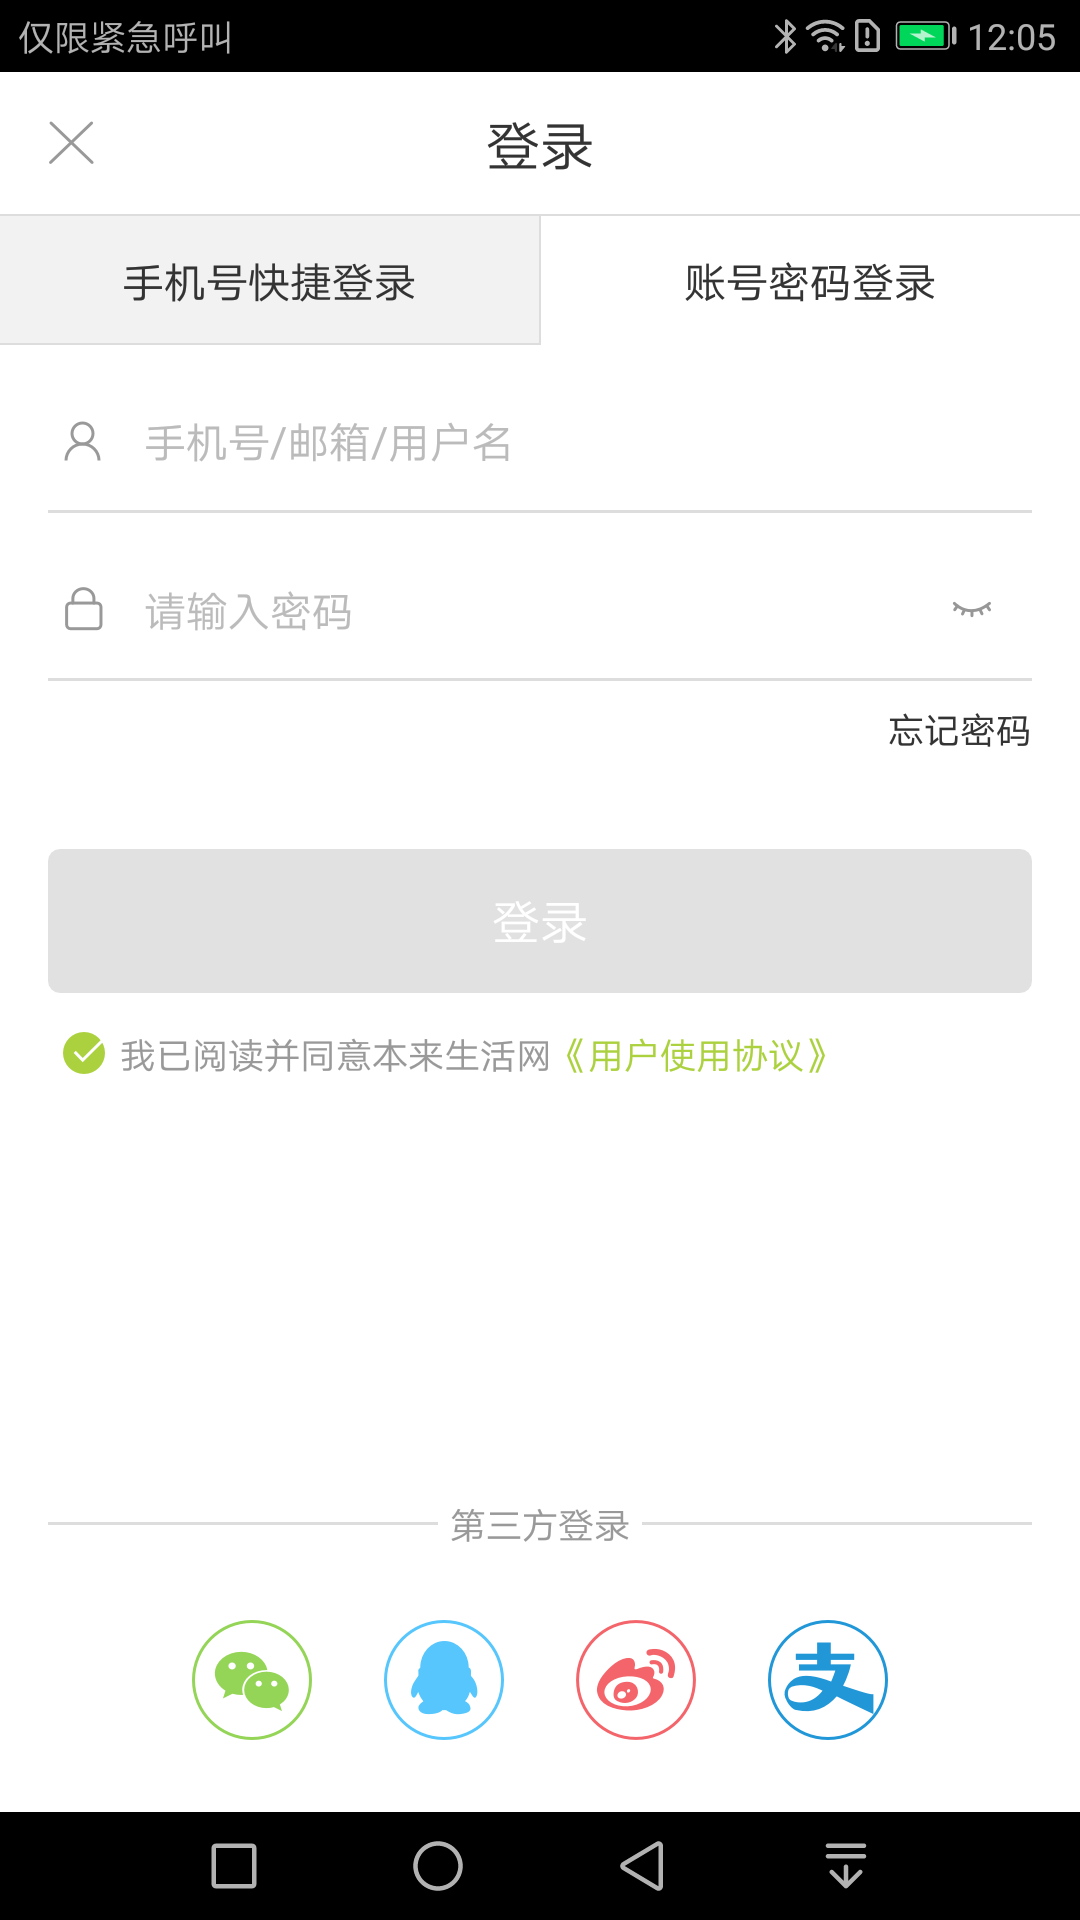 仅限紧急呼叫 12:05
登录
手机号快捷登录 账号密码登录
手机号/邮箱/用户名
请输入密码
忘记密码
登录
我已阅读并同意本来生活网《用户使用协议》
第三方登录
支